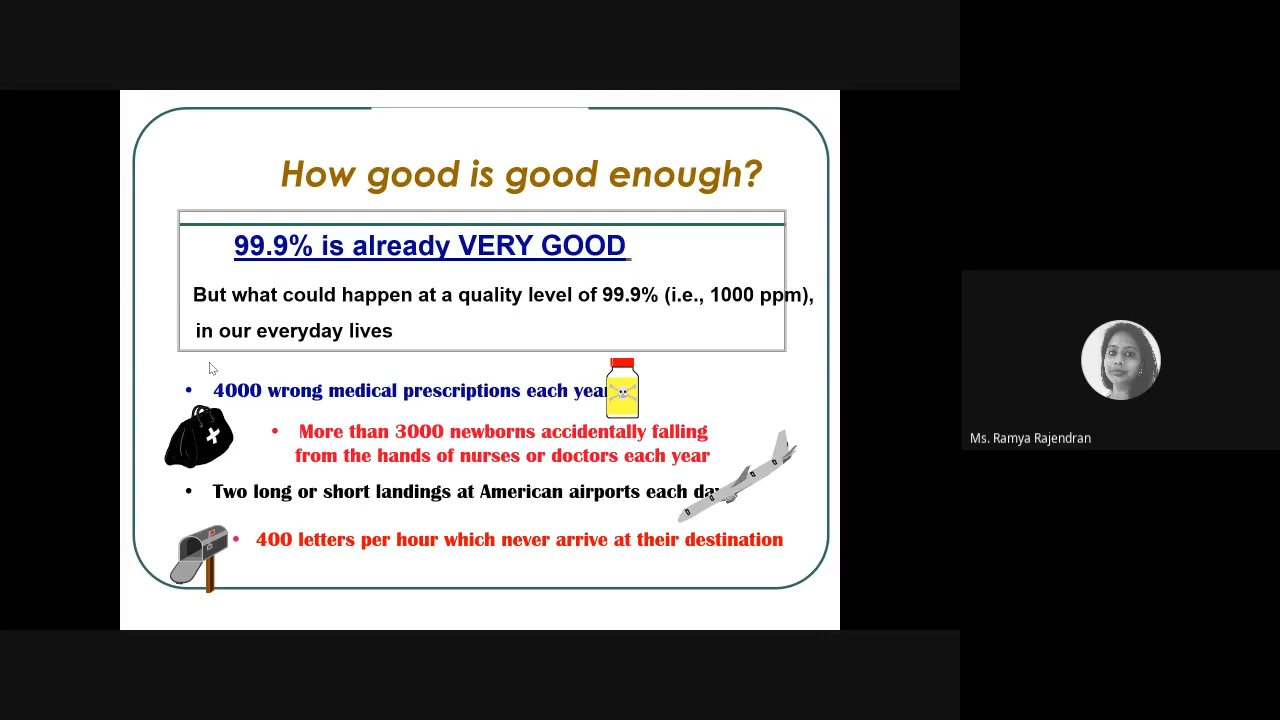 How good is good enough?
99.9% is already VERY GOOD
But what could happen at a quality level of 99.9% (i.e., 1000 ppm),
in our everyday lives
• 4000 wrong medical prescriptions each year
• More than 3000 newborns accidentally falling
from the hands of nurses or doctors each year
• Two long or short landings at American airports each day
• 400 letters per hour which never arrive at their destination
Ms. Ramya Rajendran